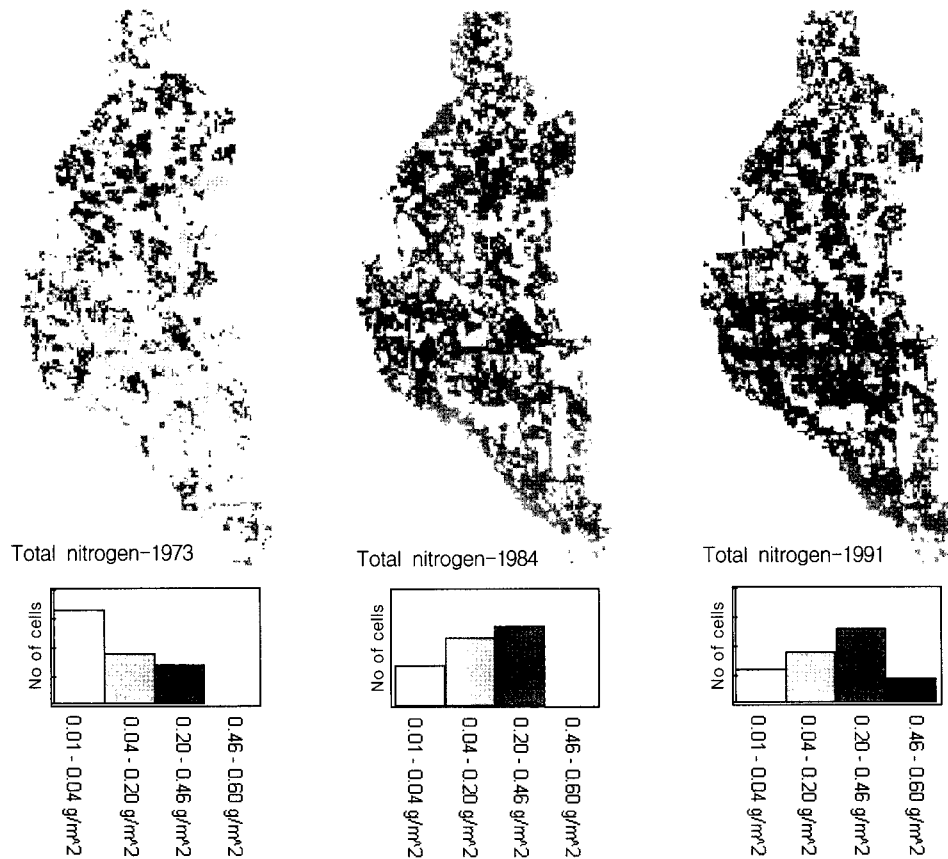 Total nitrogen-1973
Total nitrogen-1984
Total nitrogen-1991
No of cells
0.01 - 0.04 g/m^2
0.04 - 0.20 g/m^2
0.20 - 0.46 g/m^2
0.46 - 0.60 g/m^2
No of cells
0.01 - 0.04 g/m^2
0.04 - 0.20 g/m^2
0.20 - 0.46 g/m^2
0.46 - 0.60 g/m^2
No of cells
0.01 - 0.04 g/m^2
0.04 - 0.20 g/m^2
0.20 - 0.46 g/m^2
0.46 - 0.60 g/m^2